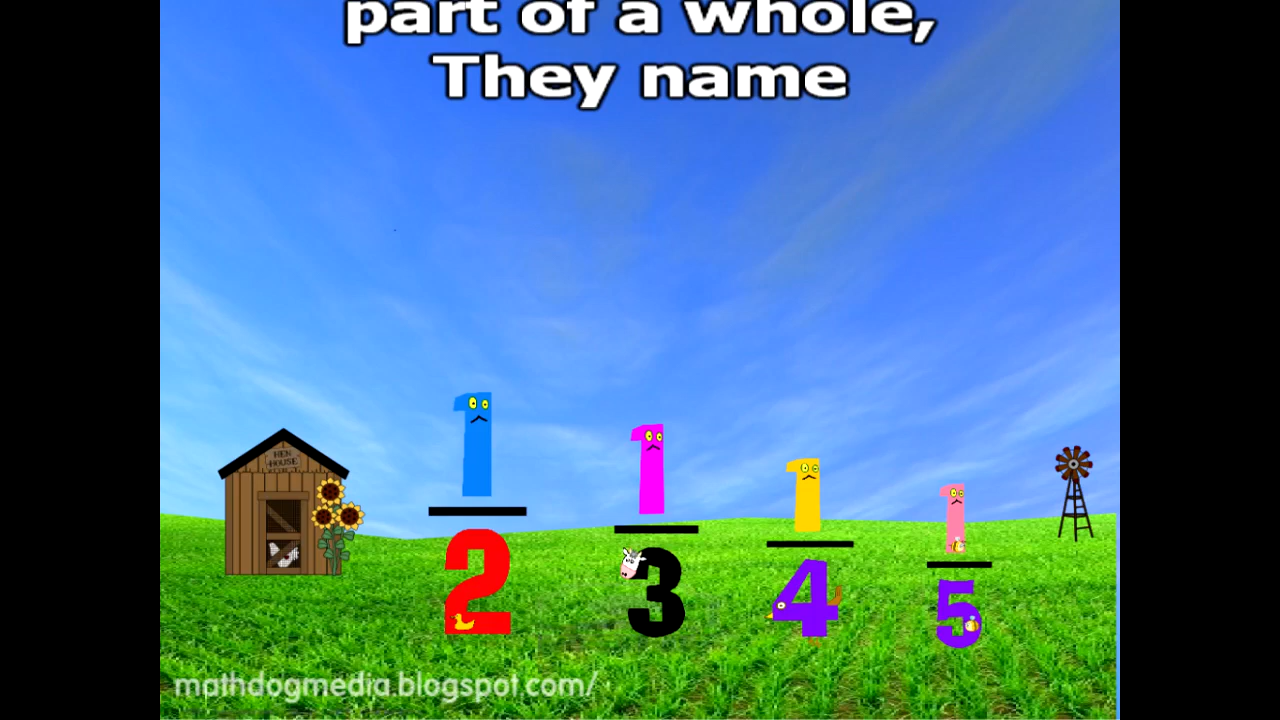 part of a whole,
They name
HEN
HOUSE
1
2
1
3
1
4
1
5
mathdogmedia.blogspot.com/